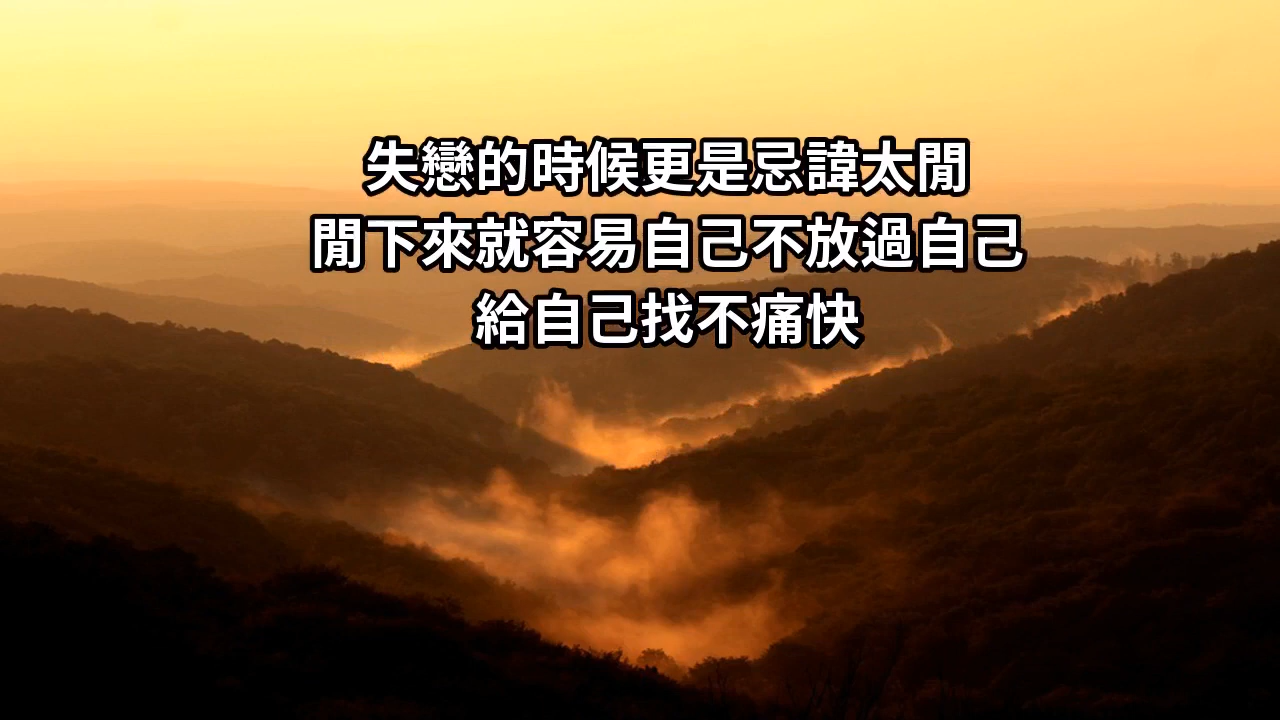 失戀的時候更是忌諱太閒
閒下來就容易自己不放過自己
給自己找不痛快